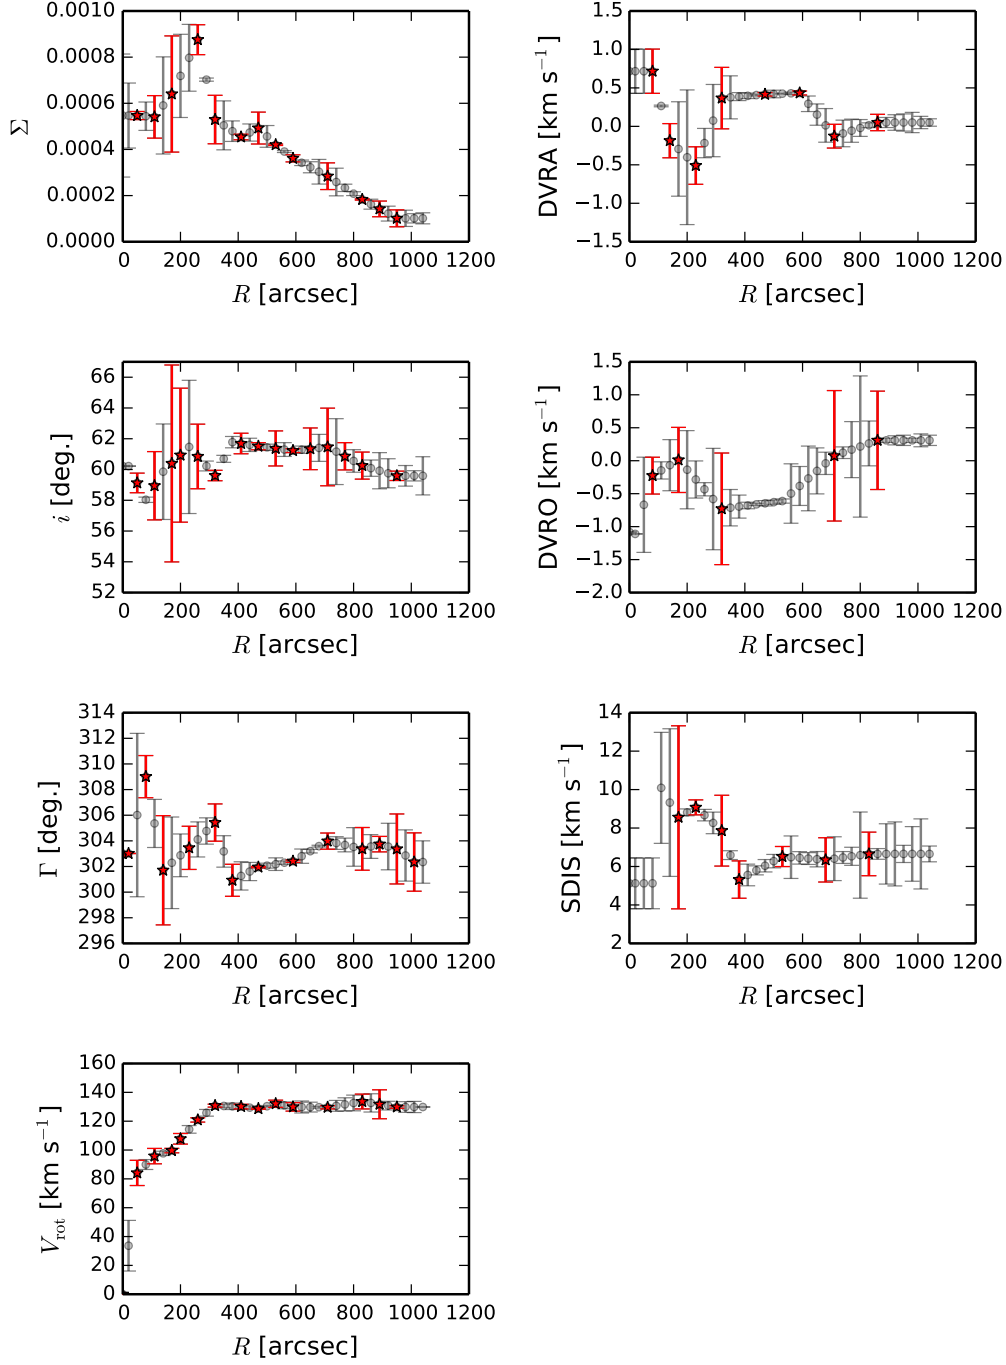 0.0010
0.0008
0.0006
0.0004
0.0002
0.0000
Σ
0 200 400 600 800 1000 1200
R [arcsec]
1.5
1.0
0.5
0.0
−0.5
−1.0
−1.5
DVRA [km s⁻¹]
0 200 400 600 800 1000 1200
R [arcsec]
66
64
62
60
58
56
54
52
i [deg.]
0 200 400 600 800 1000 1200
R [arcsec]
1.5
1.0
0.5
0.0
−0.5
−1.0
−1.5
−2.0
DVRO [km s⁻¹]
0 200 400 600 800 1000 1200
R [arcsec]
314
312
310
308
306
304
302
300
298
296
Γ [deg.]
0 200 400 600 800 1000 1200
R [arcsec]
14
12
10
8
6
4
2
SDIS [km s⁻¹]
0 200 400 600 800 1000 1200
R [arcsec]
160
140
120
100
80
60
40
20
0
V_rot [km s⁻¹]
0 200 400 600 800 1000 1200
R [arcsec]